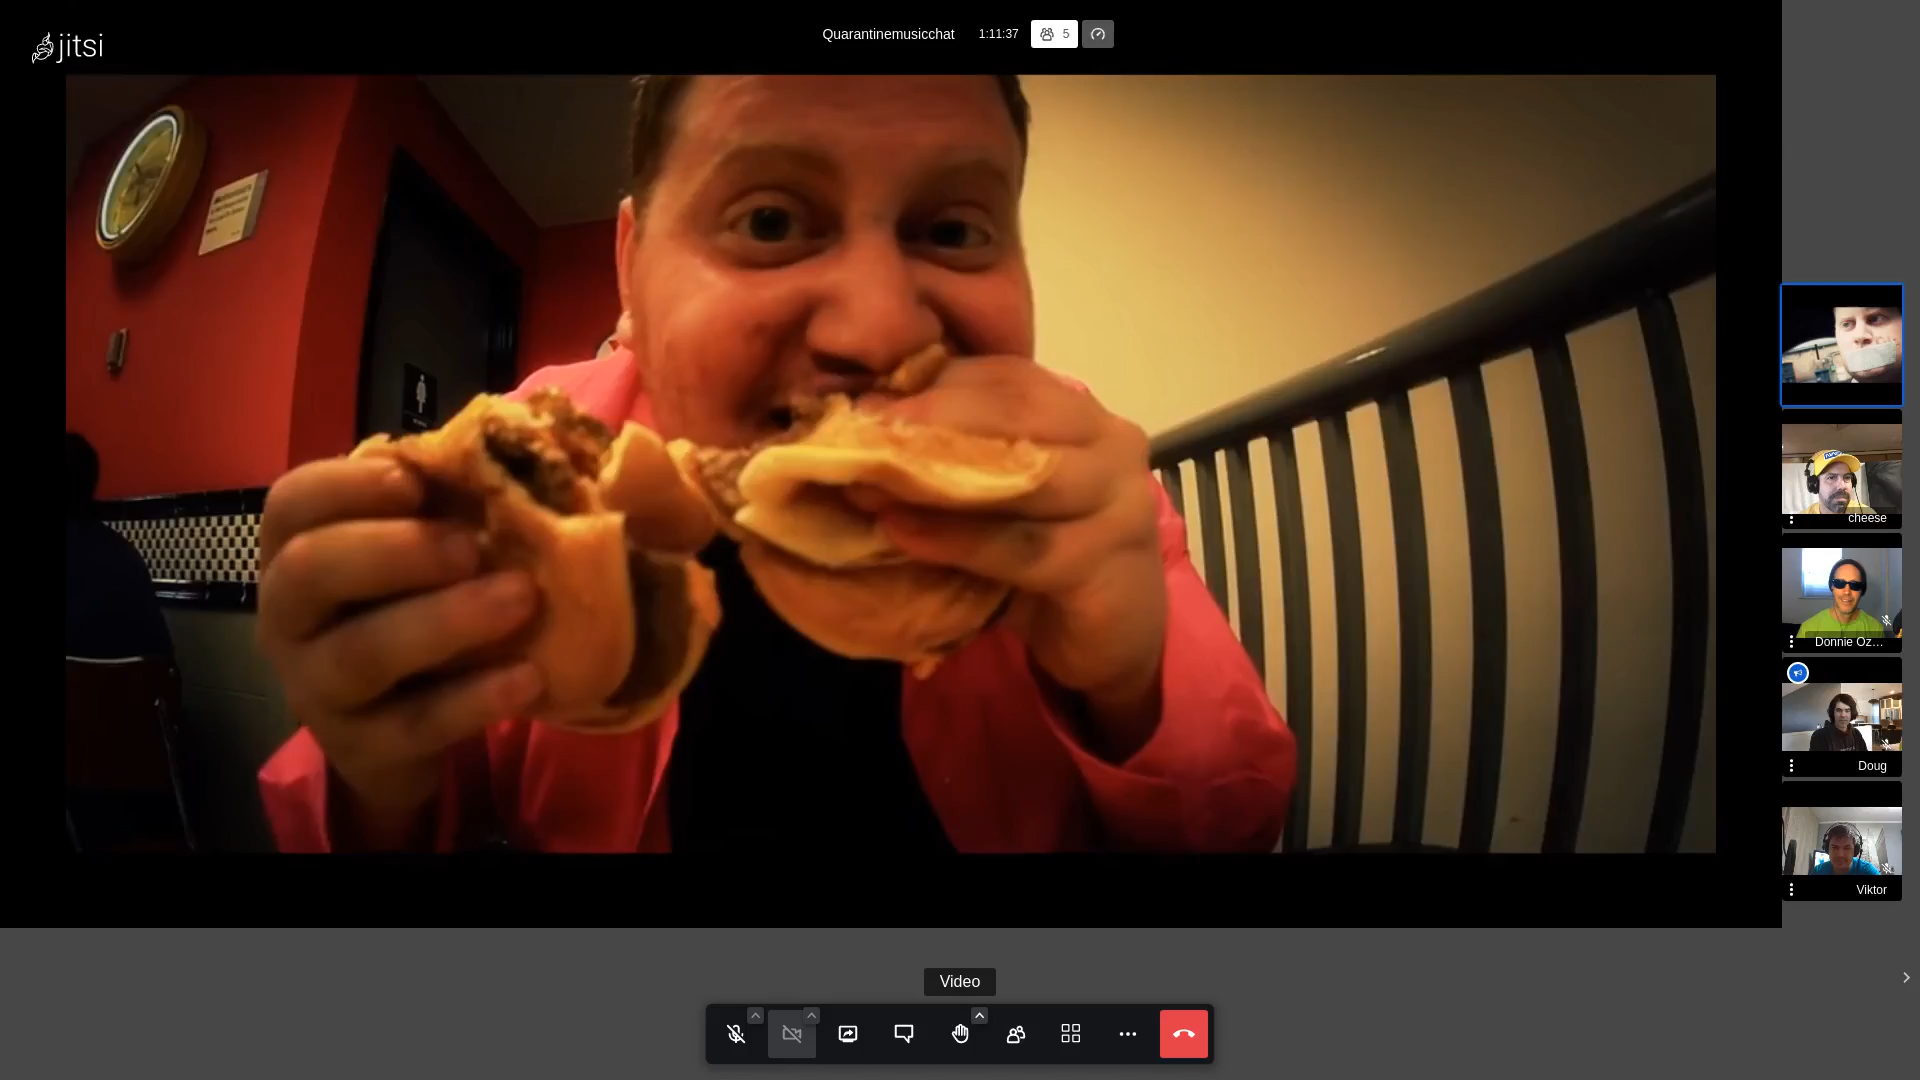 jitsi
Quarantinemusicchat
1:11:37
5
cheese
Donnie Oz...
Doug
Viktor
Video